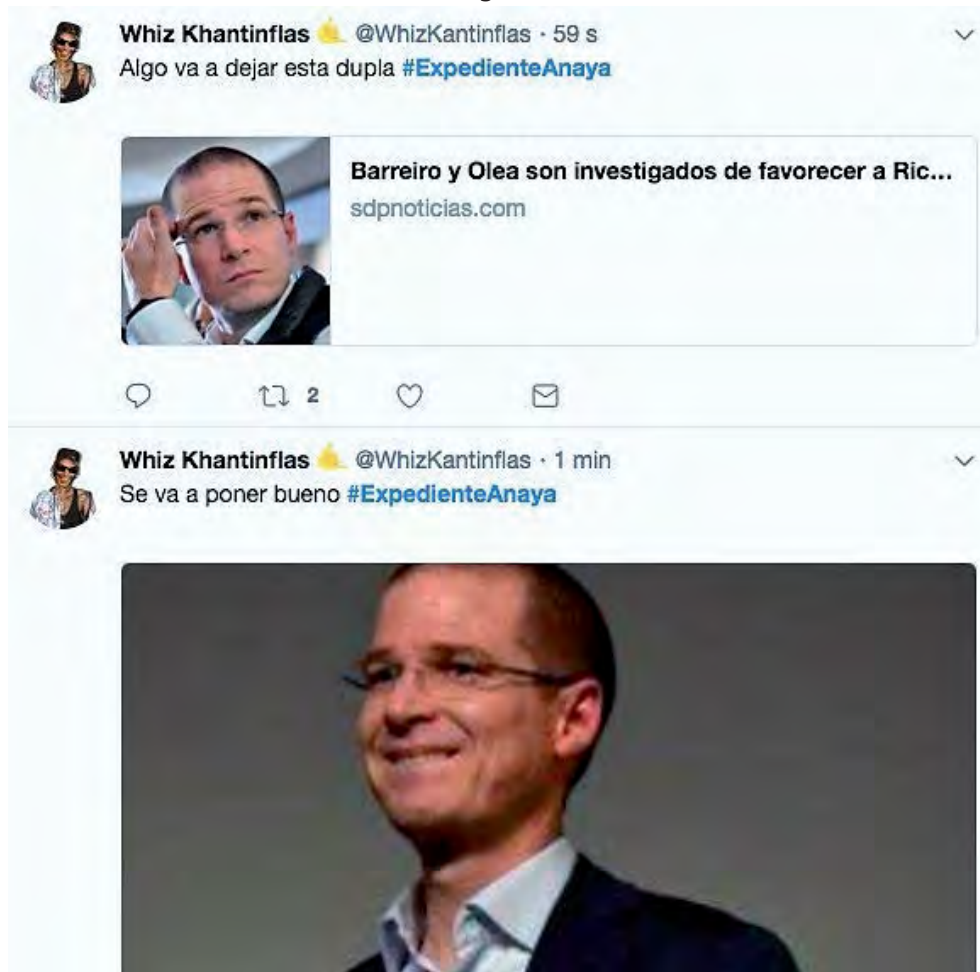 Whiz Khantinflas @WhizKantinflas · 59 s
Algo va a dejar esta dupla #ExpedienteAnaya
Barreiro y Olea son investigados de favorecer a Ric...
sdpnoticias.com
2
Whiz Khantinflas @WhizKantinflas · 1 min
Se va a poner bueno #ExpedienteAnaya